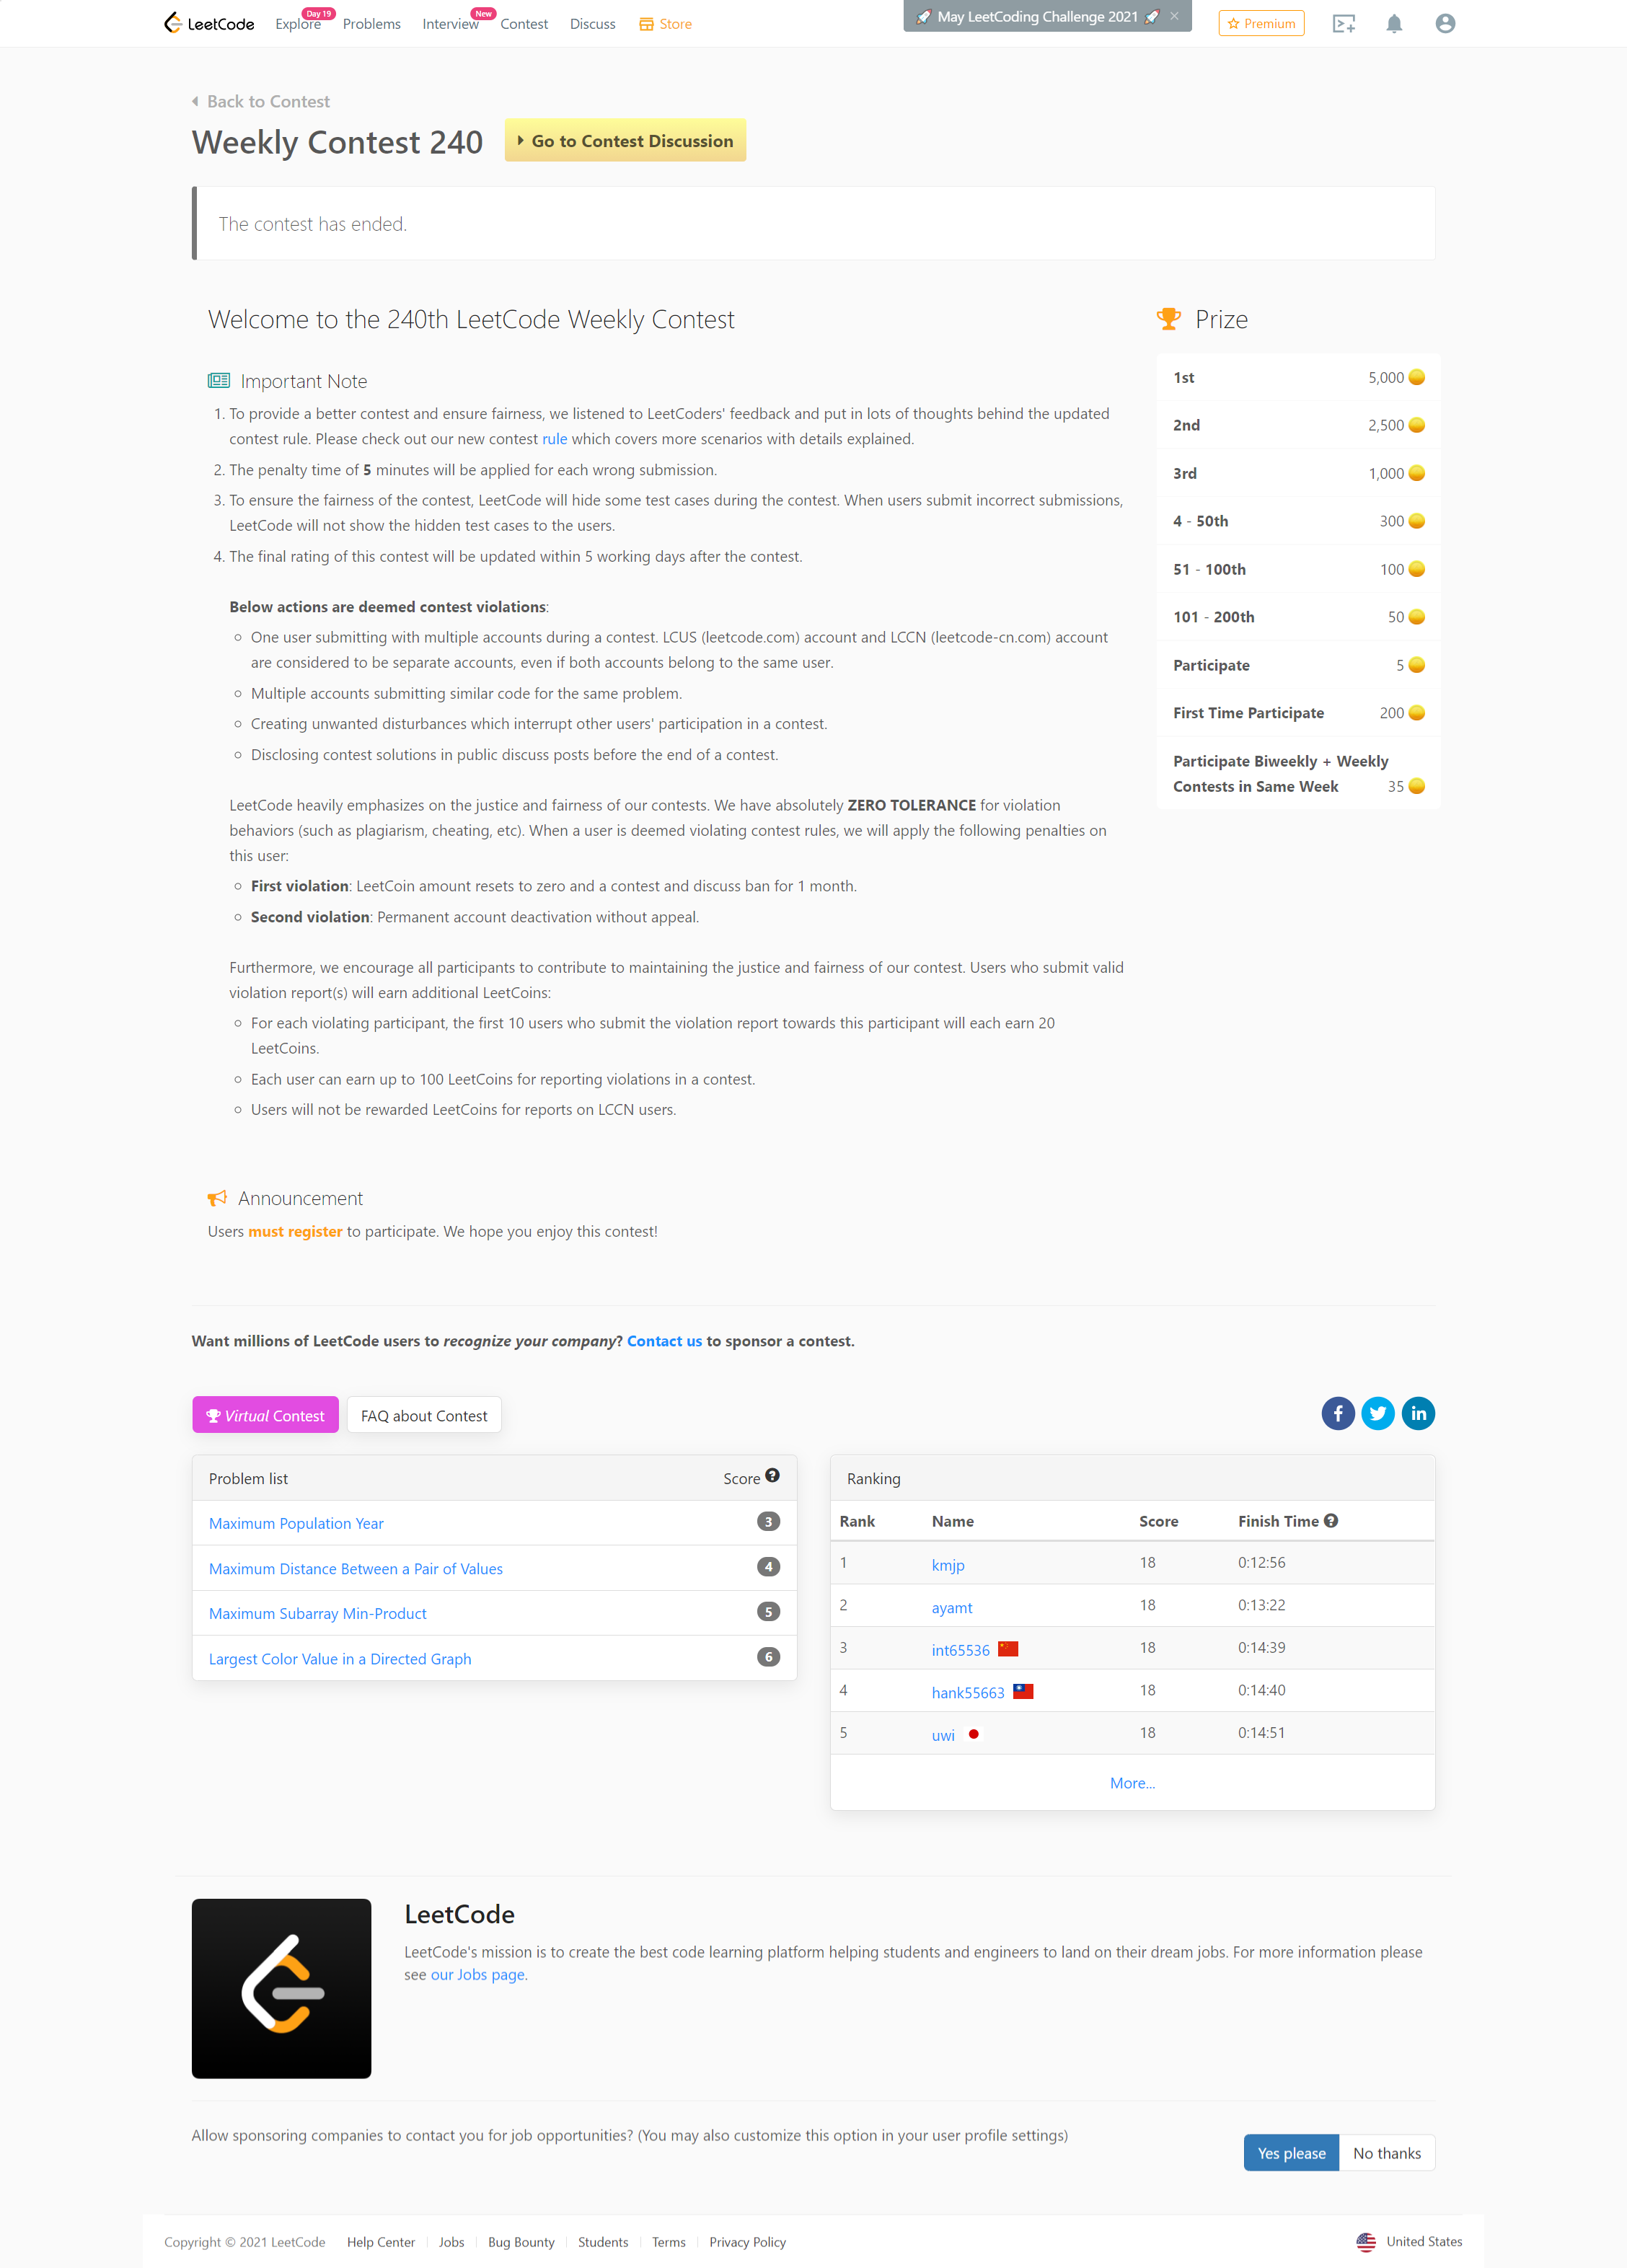 LeetCode
Explore Day 19 Problems Interview New Contest Discuss Store
May LeetCoding Challenge 2021 ×
Premium
Back to Contest
Weekly Contest 240
Go to Contest Discussion
The contest has ended.
Welcome to the 240th LeetCode Weekly Contest
Important Note
1. To provide a better contest and ensure fairness, we listened to LeetCoders' feedback and put in lots of thoughts behind the updated
contest rule. Please check out our new contest rule which covers more scenarios with details explained.
2. The penalty time of 5 minutes will be applied for each wrong submission.
3. To ensure the fairness of the contest, LeetCode will hide some test cases during the contest. When users submit incorrect submissions,
LeetCode will not show the hidden test cases to the users.
4. The final rating of this contest will be updated within 5 working days after the contest.
Below actions are deemed contest violations:
One user submitting with multiple accounts during a contest. LCUS (leetcode.com) account and LCCN (leetcode-cn.com) account
are considered to be separate accounts, even if both accounts belong to the same user.
Multiple accounts submitting similar code for the same problem.
Creating unwanted disturbances which interrupt other users' participation in a contest.
Disclosing contest solutions in public discuss posts before the end of a contest.
LeetCode heavily emphasizes on the justice and fairness of our contests. We have absolutely ZERO TOLERANCE for violation
behaviors (such as plagiarism, cheating, etc). When a user is deemed violating contest rules, we will apply the following penalties on
this user:
First violation: LeetCoin amount resets to zero and a contest and discuss ban for 1 month.
Second violation: Permanent account deactivation without appeal.
Furthermore, we encourage all participants to contribute to maintaining the justice and fairness of our contest. Users who submit valid
violation report(s) will earn additional LeetCoins:
For each violating participant, the first 10 users who submit the violation report towards this participant will each earn 20
LeetCoins.
Each user can earn up to 100 LeetCoins for reporting violations in a contest.
Users will not be rewarded LeetCoins for reports on LCCN users.
Announcement
Users must register to participate. We hope you enjoy this contest!
Prize
1st 5,000
2nd 2,500
3rd 1,000
4 - 50th 300
51 - 100th 100
101 - 200th 50
Participate 5
First Time Participate 200
Participate Biweekly + Weekly
Contests in Same Week 35
Want millions of LeetCode users to recognize your company? Contact us to sponsor a contest.
Virtual Contest
FAQ about Contest
Problem list Score ?
Maximum Population Year 3
Maximum Distance Between a Pair of Values 4
Maximum Subarray Min-Product 5
Largest Color Value in a Directed Graph 6
Ranking
Rank Name Score Finish Time ?
1 kmjp 18 0:12:56
2 ayamt 18 0:13:22
3 int65536 18 0:14:39
4 hank55663 18 0:14:40
5 uwi 18 0:14:51
More...
LeetCode
LeetCode's mission is to create the best code learning platform helping students and engineers to land on their dream jobs. For more information please
see our Jobs page.
Allow sponsoring companies to contact you for job opportunities? (You may also customize this option in your user profile settings)
Yes please No thanks
Copyright © 2021 LeetCode Help Center Jobs Bug Bounty Students Terms Privacy Policy
United States